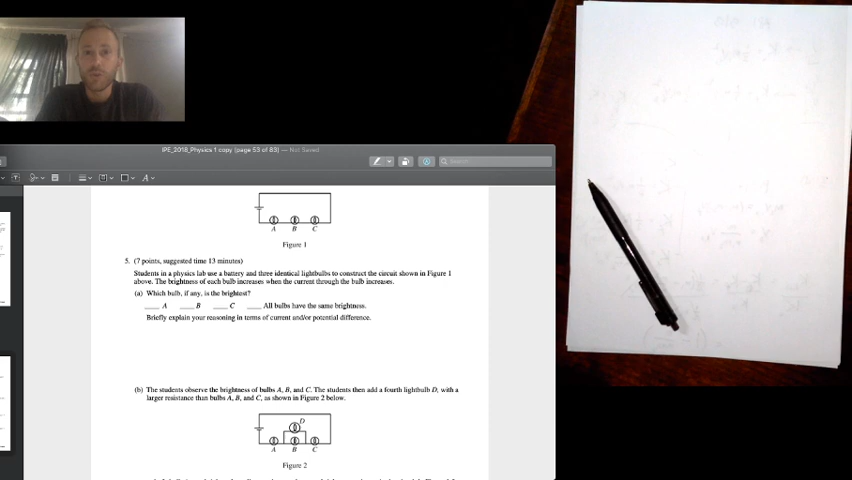 IPE_2018_Physics 1 copy (page 53 of 83) — Not Saved
Search
A B C
Figure 1
5. (7 points, suggested time 13 minutes)
Students in a physics lab use a battery and three identical lightbulbs to construct the circuit shown in Figure 1
above. The brightness of each bulb increases when the current through the bulb increases.
(a) Which bulb, if any, is the brightest?
____ A ____ B ____ C ____ All bulbs have the same brightness.
Briefly explain your reasoning in terms of current and/or potential difference.
(b) The students observe the brightness of bulbs A, B, and C. The students then add a fourth lightbulb D, with a
larger resistance than bulbs A, B, and C, as shown in Figure 2 below.
D
A B C
Figure 2